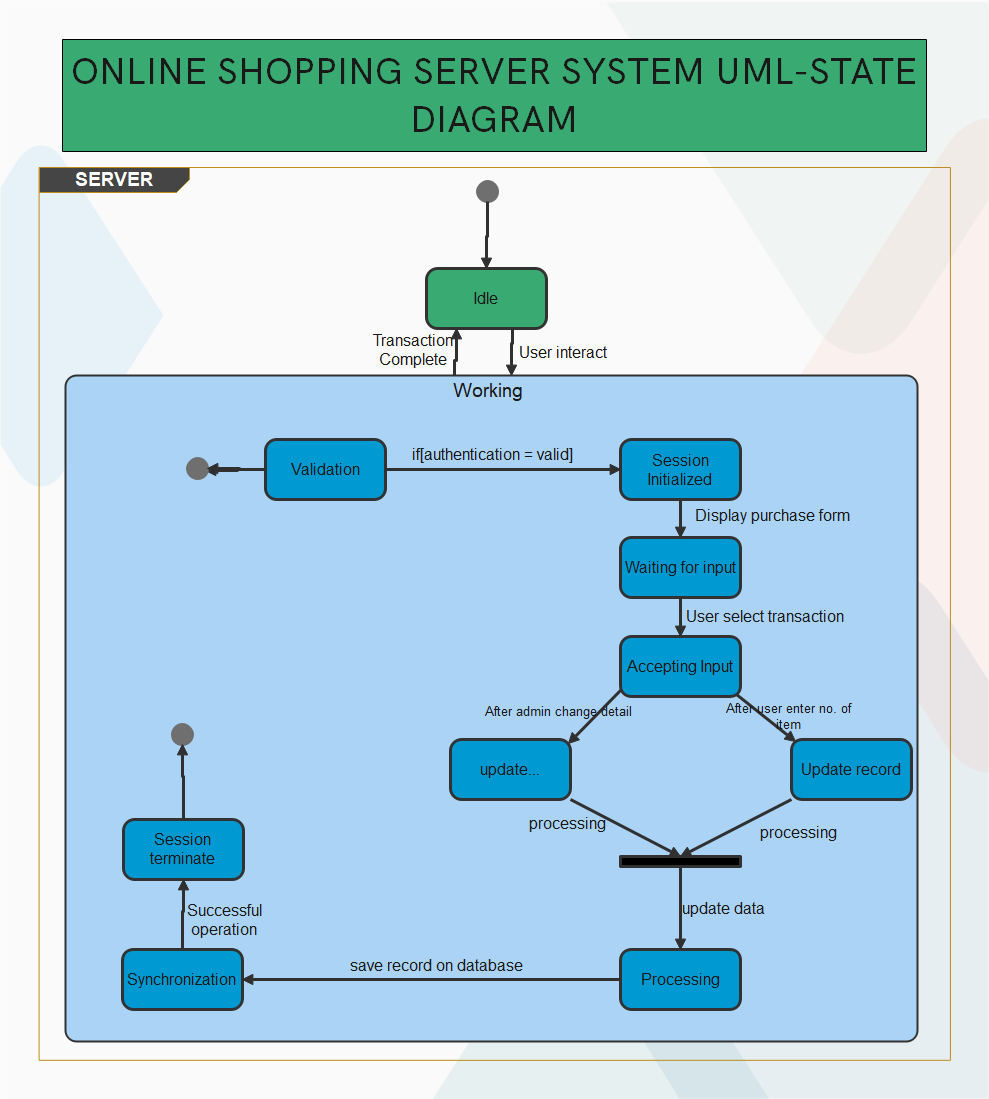 ONLINE SHOPPING SERVER SYSTEM UML-STATE
DIAGRAM
SERVER
Idle
Transaction
Complete
User interact
Working
Validation
if[authentication = valid]
Session
Initialized
Display purchase form
Waiting for input
User select transaction
Accepting Input
After admin change detail
After user enter no. of
item
update...
Update record
processing
processing
Session
terminate
update data
Successful
operation
save record on database
Synchronization
Processing